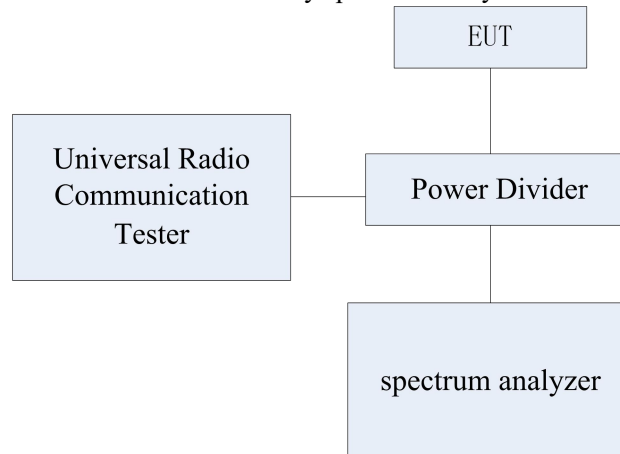 EUT
Universal Radio
Communication
Tester
Power Divider
spectrum analyzer